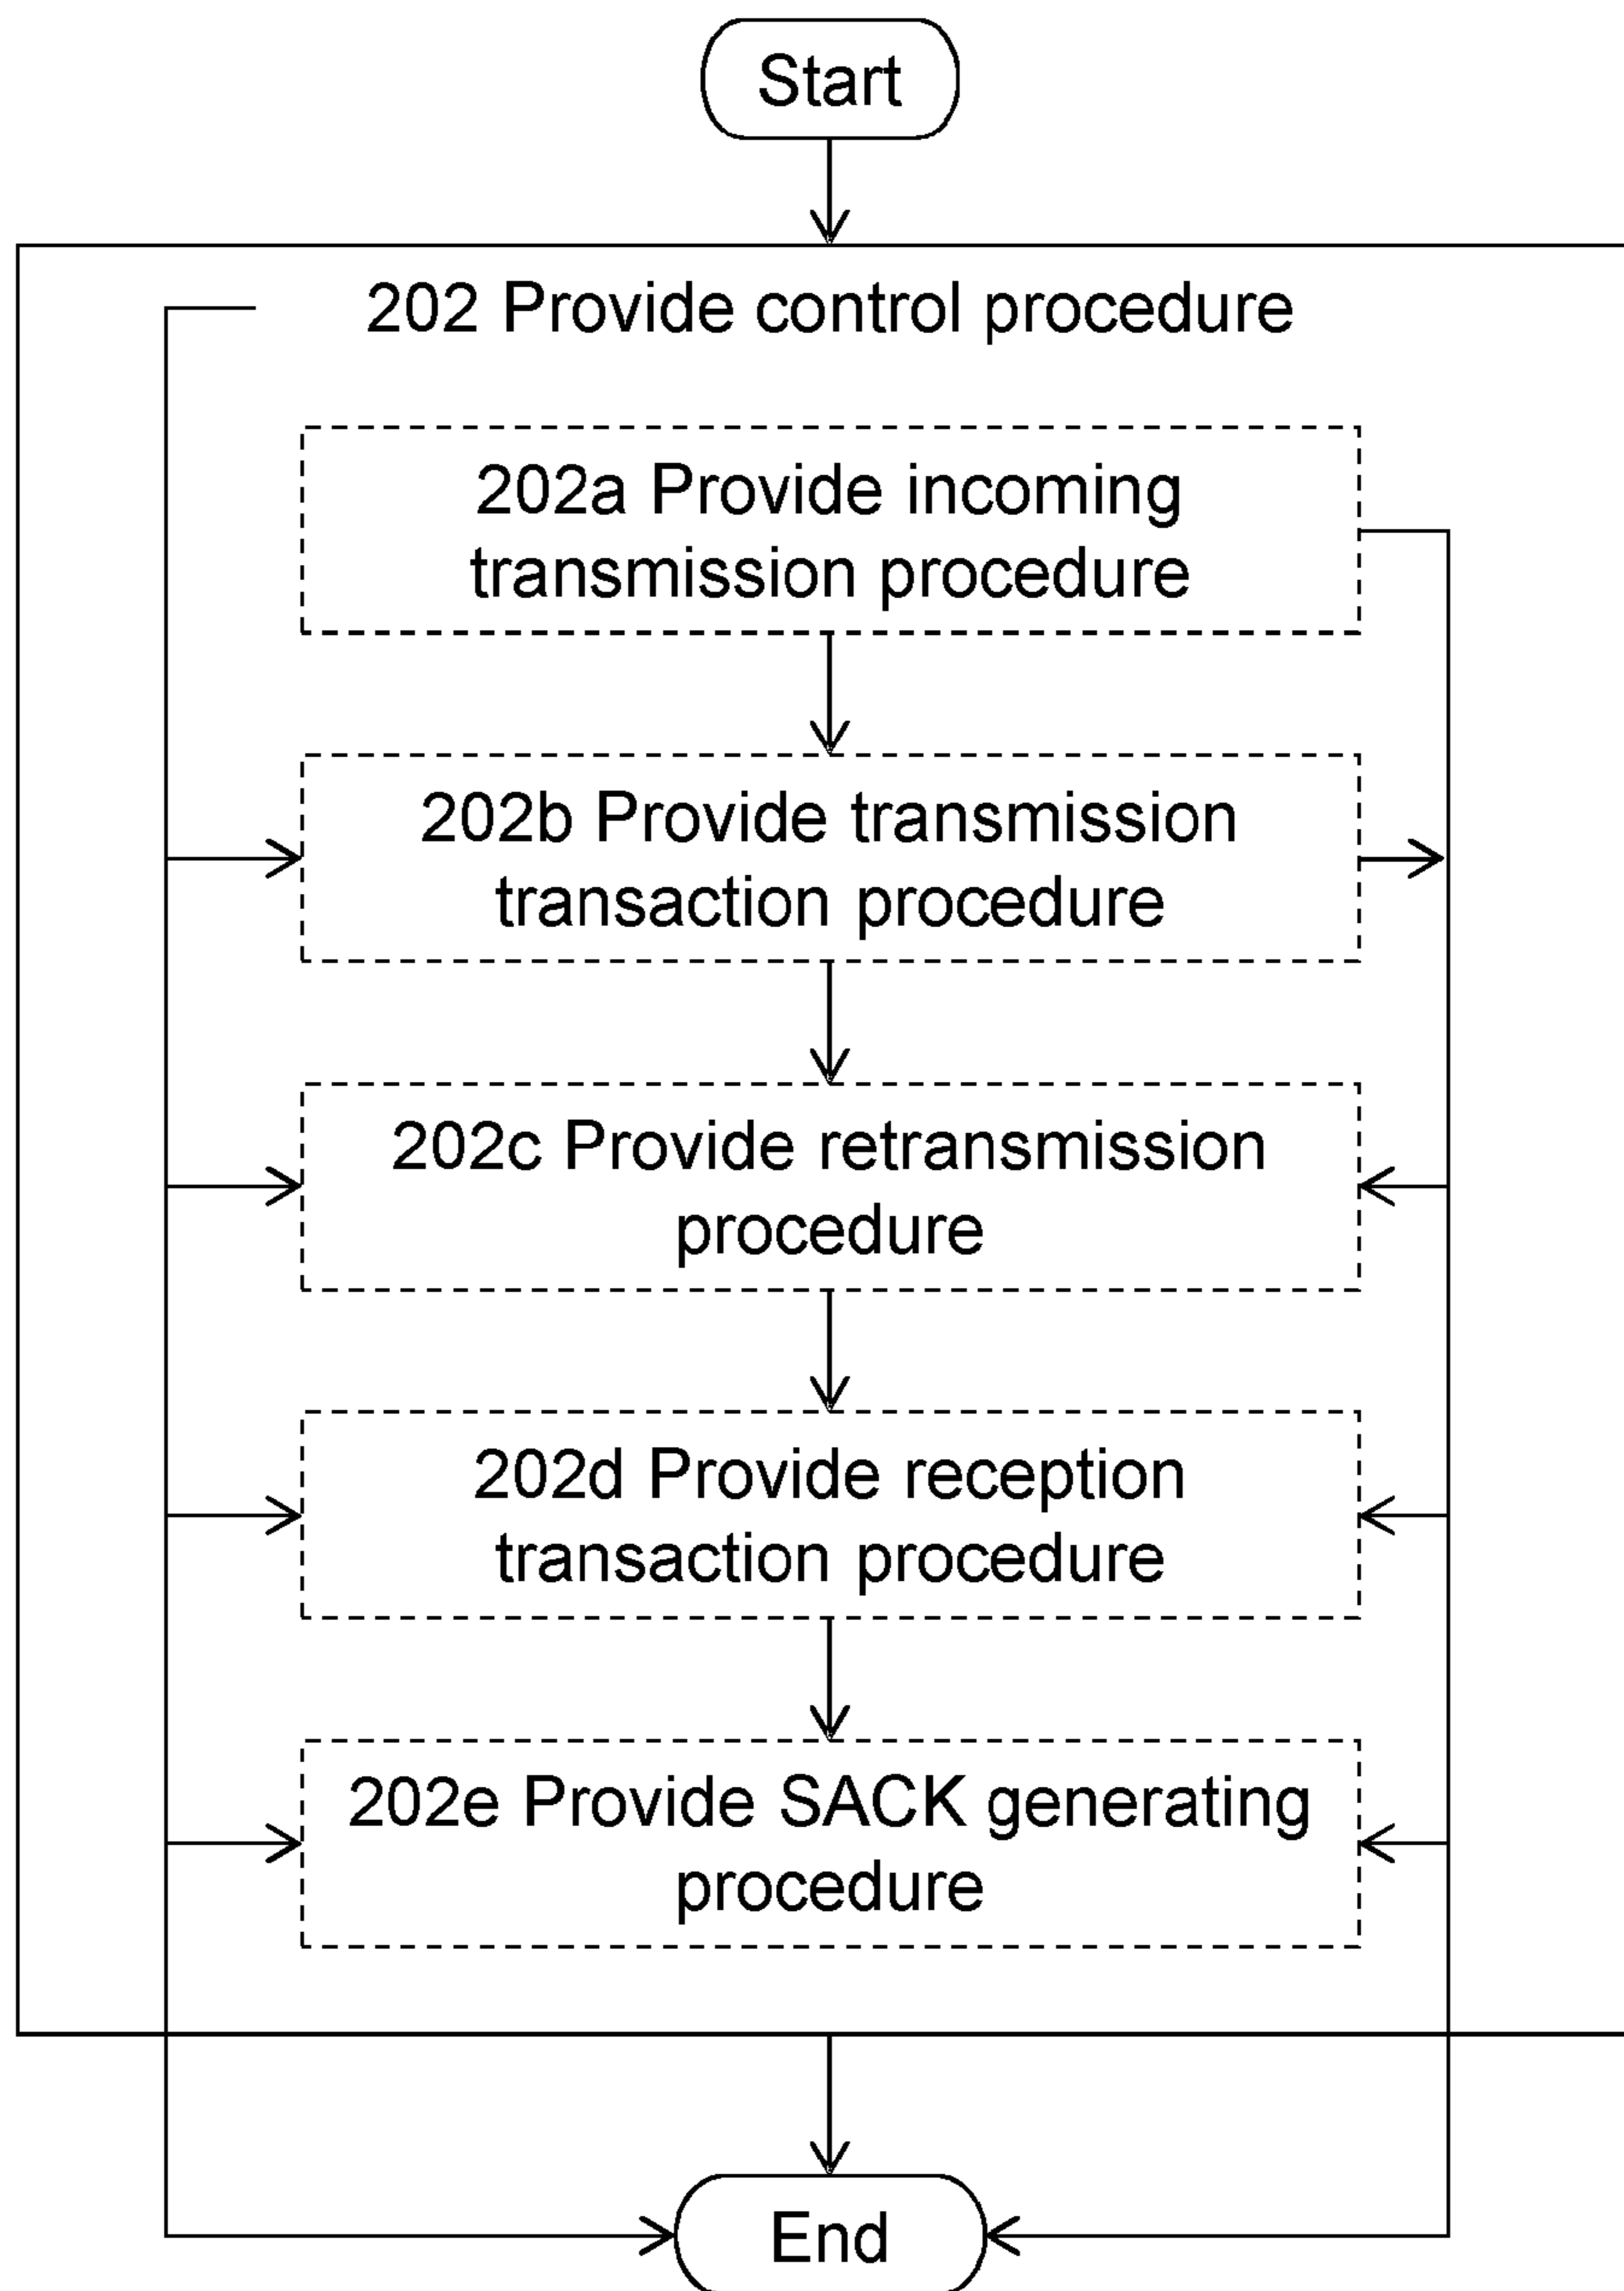 Start
202 Provide control procedure
202a Provide incoming
transmission procedure
202b Provide transmission
transaction procedure
202c Provide retransmission
procedure
202d Provide reception
transaction procedure
202e Provide SACK generating
procedure
End